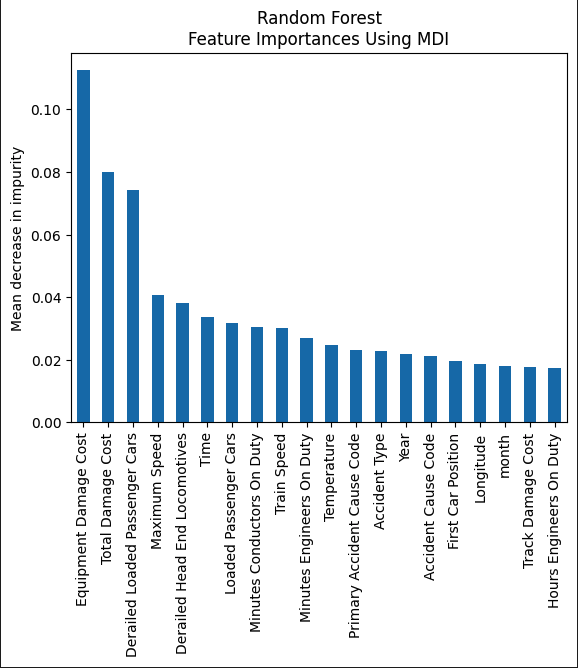 Random Forest
Feature Importances Using MDI
Mean decrease in impurity
0.10
0.08
0.06
0.04
0.02
0.00
Equipment Damage Cost
Total Damage Cost
Derailed Loaded Passenger Cars
Maximum Speed
Derailed Head End Locomotives
Time
Loaded Passenger Cars
Minutes Conductors On Duty
Train Speed
Minutes Engineers On Duty
Temperature
Primary Accident Cause Code
Accident Type
Year
Accident Cause Code
First Car Position
Longitude
month
Track Damage Cost
Hours Engineers On Duty